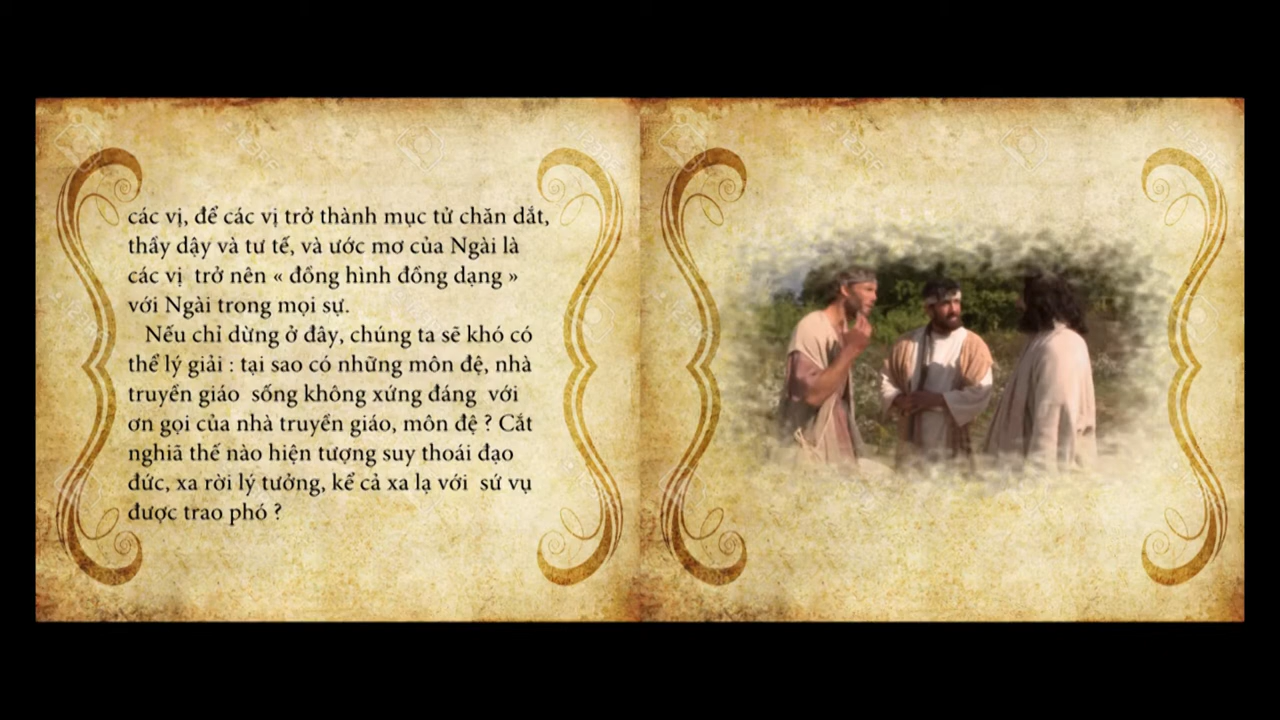 các vị, để các vị trở thành mục tử chăn dắt,
thầy dậy và tư tế, và ước mơ của Ngài là
các vị  trở nên « đồng hình đồng dạng »
với Ngài trong mọi sự.
Nếu chỉ dừng ở đây, chúng ta sẽ khó có
thể lý giải : tại sao có những môn đệ, nhà
truyền giáo  sống không xứng đáng  với
ơn gọi của nhà truyền giáo, môn đệ ? Cắt
nghiã thế nào hiện tượng suy thoái đạo
đức, xa rời lý tưởng, kể cả xa lạ với  sứ vụ
được trao phó ?